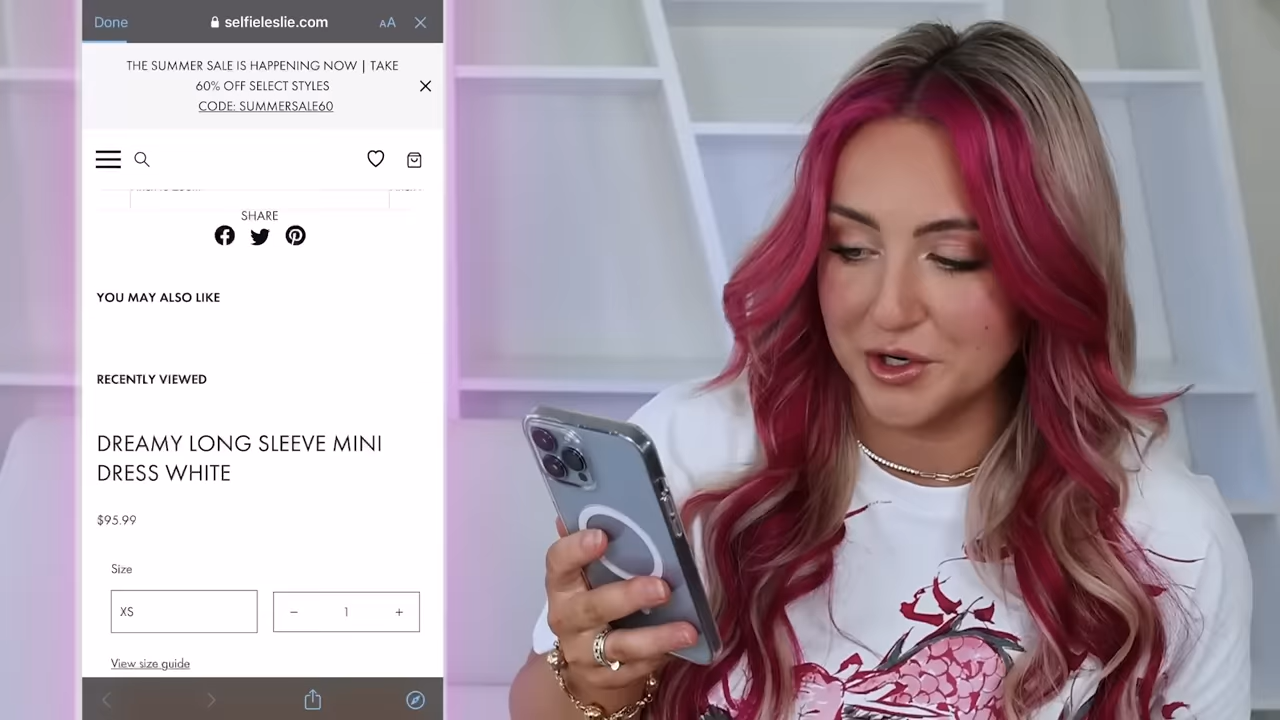 Done
selfieleslie.com
AA
THE SUMMER SALE IS HAPPENING NOW | TAKE
60% OFF SELECT STYLES
CODE: SUMMERSALE60
SHARE
YOU MAY ALSO LIKE
RECENTLY VIEWED
DREAMY LONG SLEEVE MINI
DRESS WHITE
$95.99
Size
XS
− 1 +
View size guide